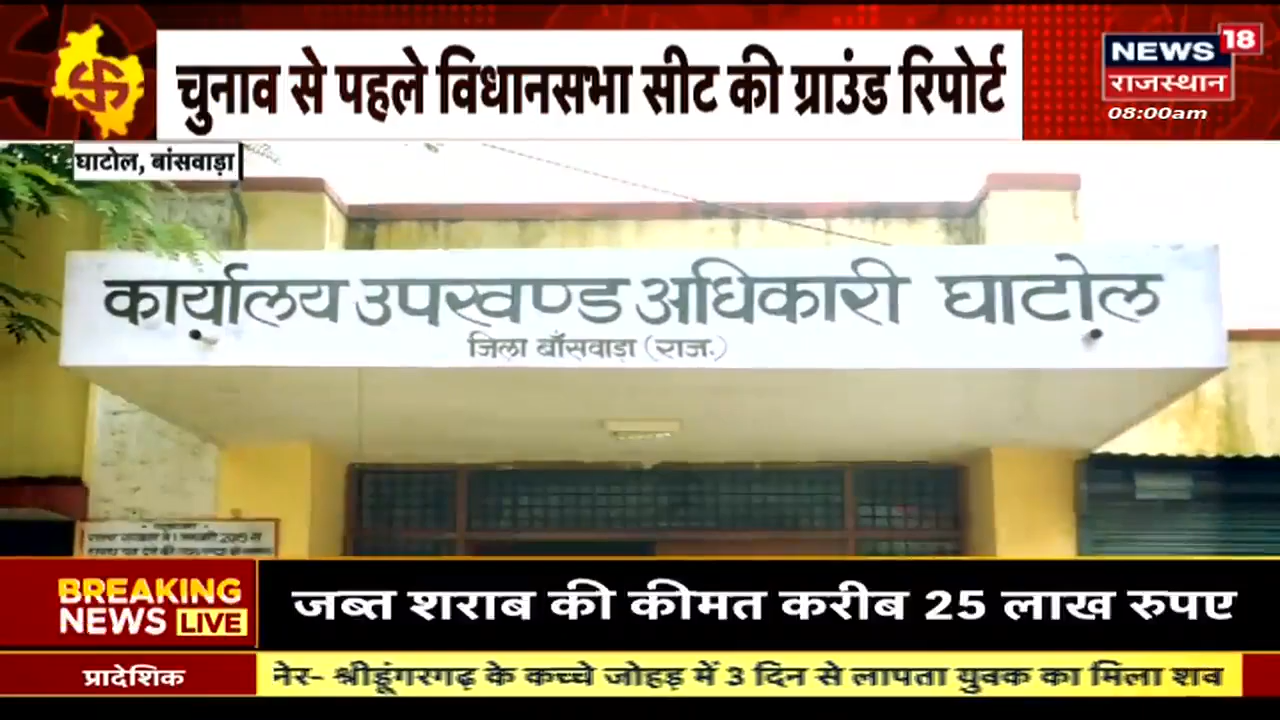 चुनाव से पहले विधानसभा सीट की ग्राउंड रिपोर्ट
NEWS 18
राजस्थान
08:00am
घाटोल, बांसवाड़ा
कार्यालय उपखण्ड अधिकारी घाटोल
जिला बाँसवाड़ा (राज.)
BREAKING
NEWS LIVE
जब्त शराब की कीमत करीब 25 लाख रुपए
प्रादेशिक
नेर- श्रीडूंगरगढ़ के कच्चे जोहड़ में 3 दिन से लापता युवक का मिला शव